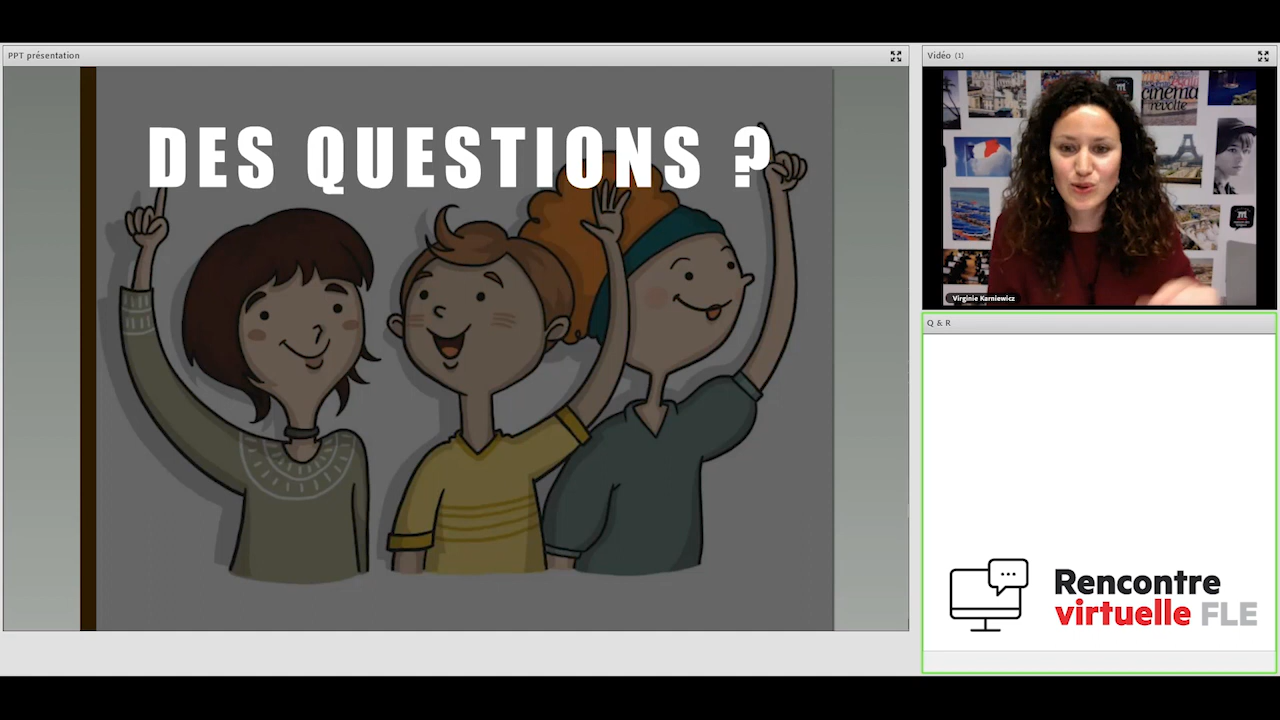 PPT présentation
DES QUESTIONS ?
Vidéo (1)
cinéma
révolte
Virginie Karniewicz
Q & R
Rencontre
virtuelle FLE